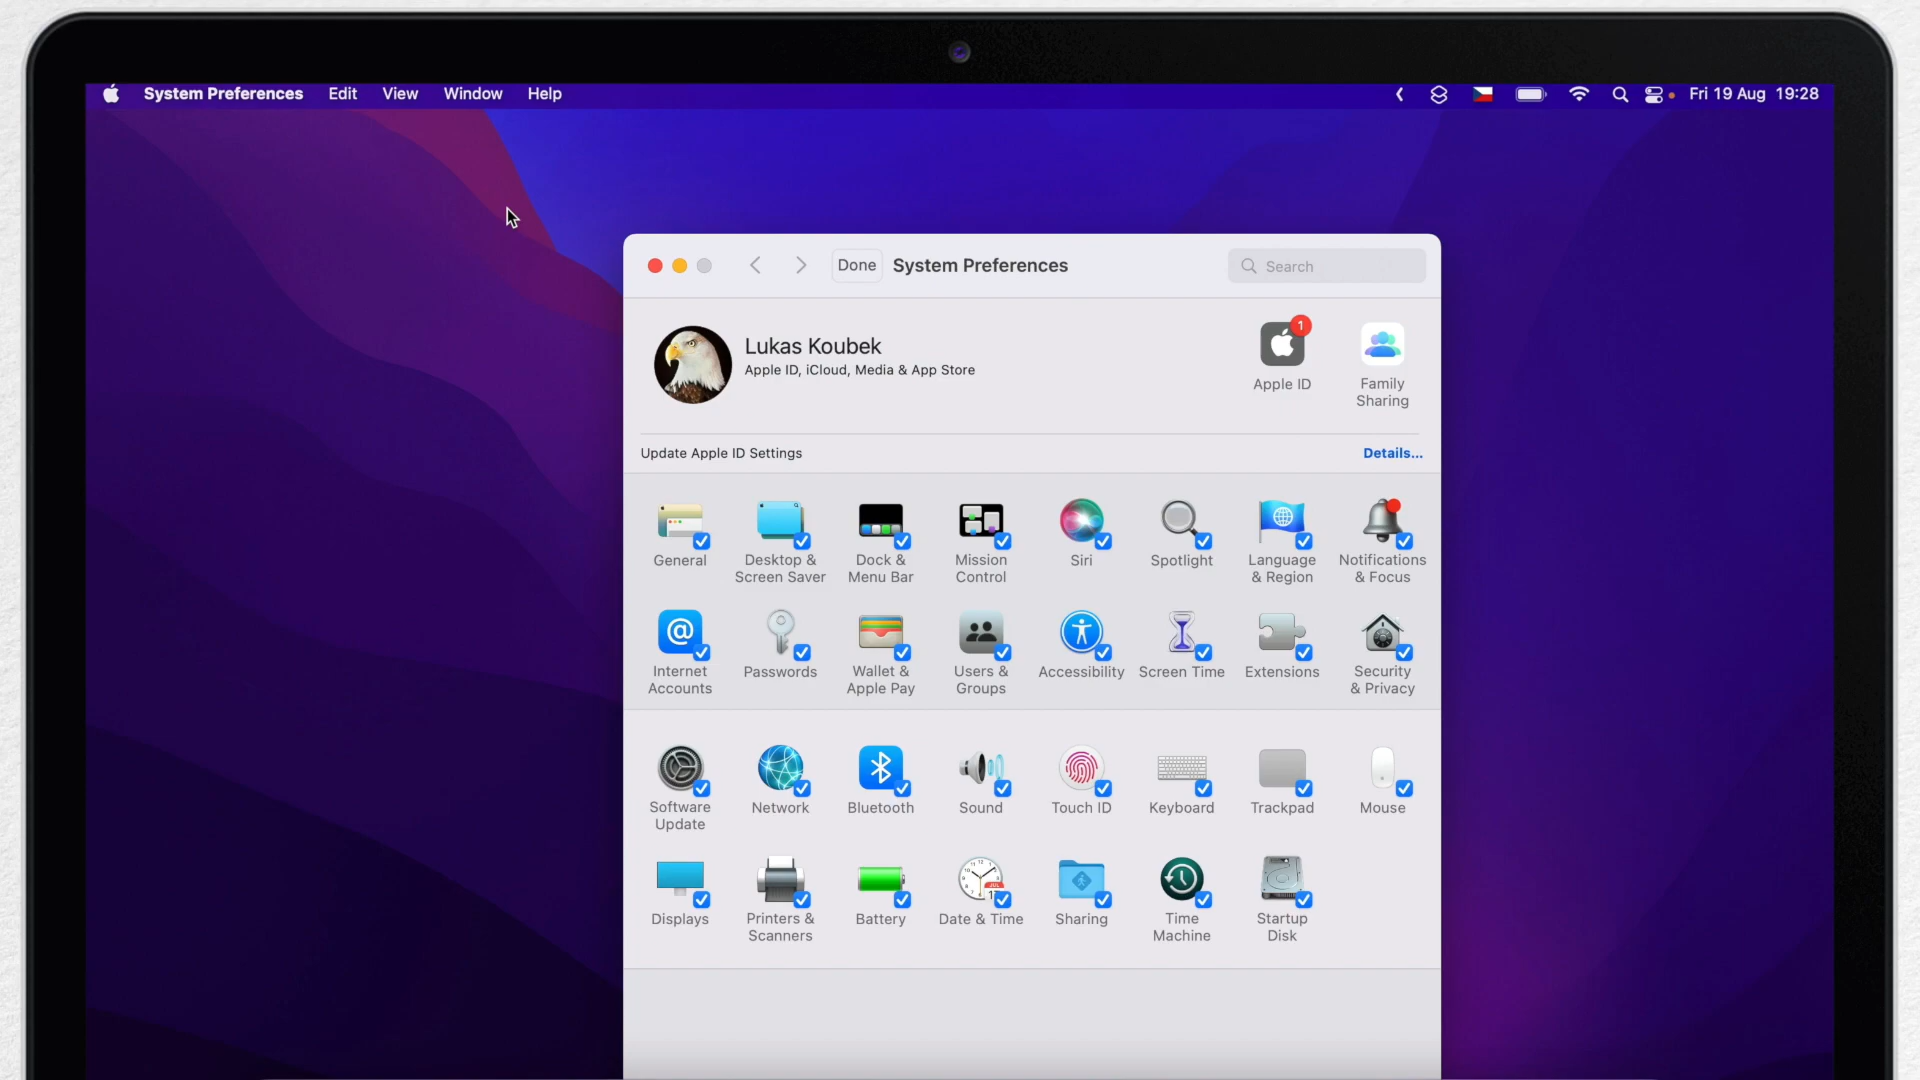 System Preferences Edit View Window Help Fri 19 Aug 19:28
Done System Preferences Search
Lukas Koubek
Apple ID, iCloud, Media & App Store
1
Apple ID
Family
Sharing
Update Apple ID Settings Details...
General
Desktop &
Screen Saver
Dock &
Menu Bar
Mission
Control
Siri
Spotlight
Language
& Region
Notifications
& Focus
@
Internet
Accounts
Passwords
Wallet &
Apple Pay
Users &
Groups
Accessibility
Screen Time
Extensions
Security
& Privacy
Software
Update
Network
Bluetooth
Sound
Touch ID
Keyboard
Trackpad
Mouse
Displays
Printers &
Scanners
Battery
Date & Time
Sharing
Time
Machine
Startup
Disk